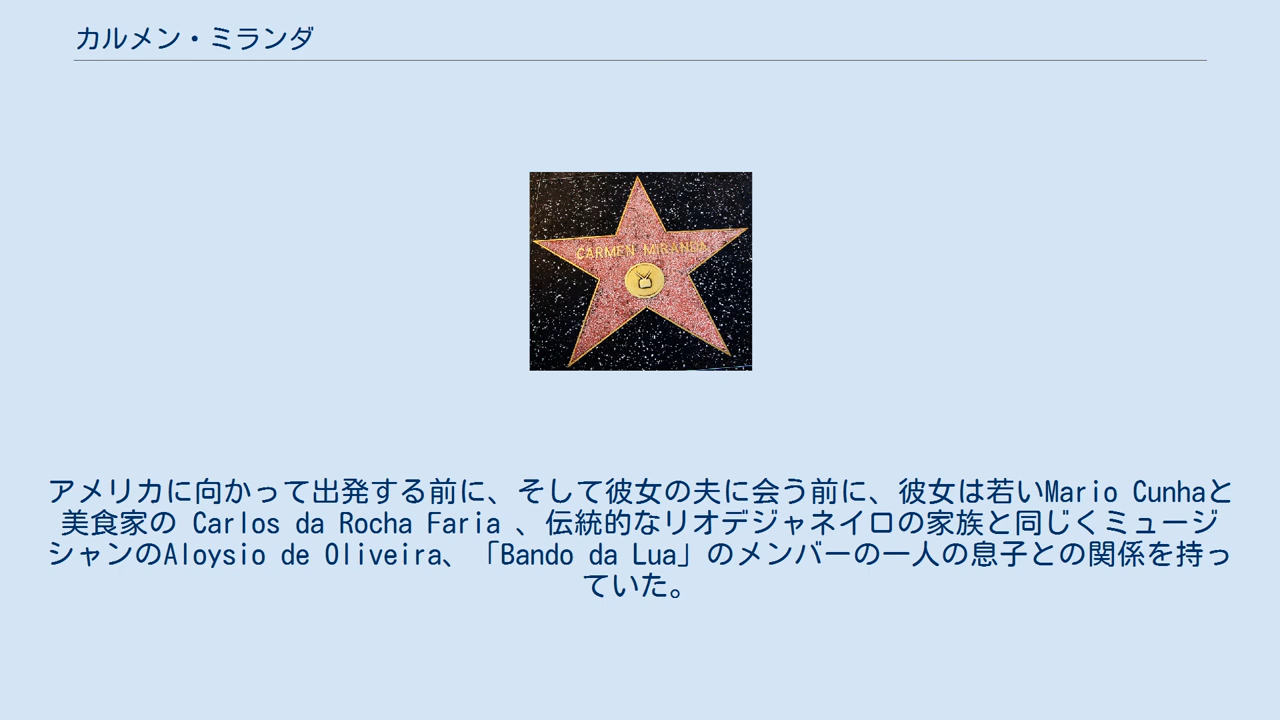 カルメン・ミランダ
CARMEN MIRANDA
アメリカに向かって出発する前に、そして彼女の夫に会う前に、彼女は若いMario Cunhaと
美食家の Carlos da Rocha Faria 、伝統的なリオデジャネイロの家族と同じくミュージ
シャンのAloysio de Oliveira、「Bando da Lua」のメンバーの一人の息子との関係を持っ
ていた。